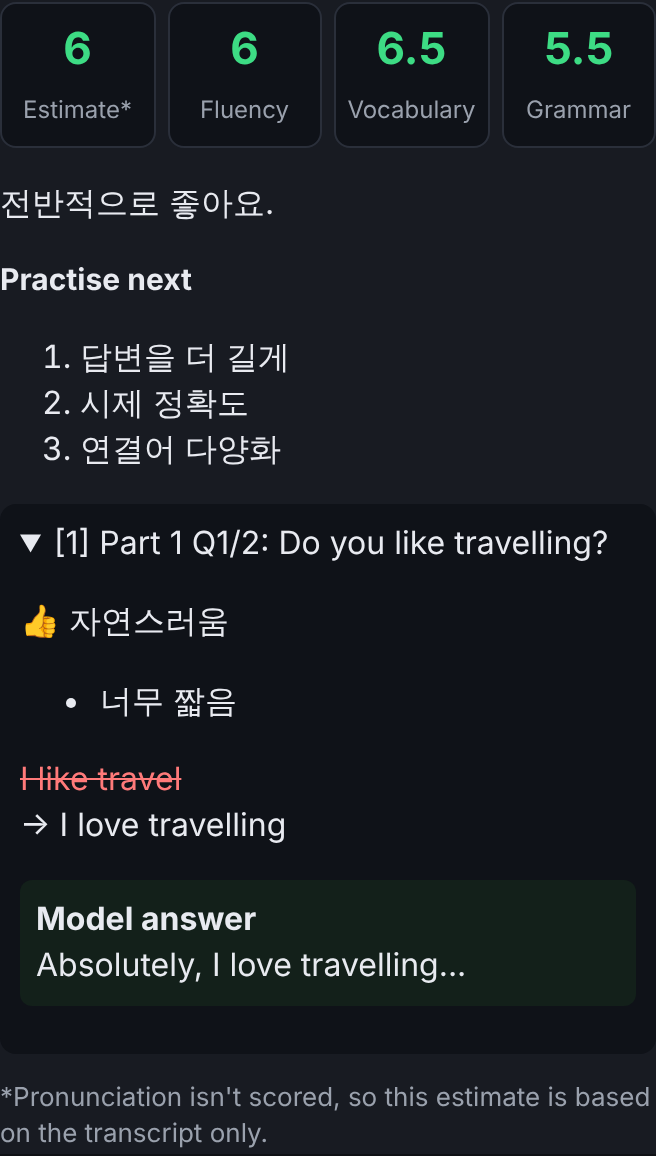 6 6 6.5 5.5
Estimate* Fluency Vocabulary Grammar
전반적으로 좋아요.
Practise next
1. 답변을 더 길게
2. 시제 정확도
3. 연결어 다양화
▼ [1] Part 1 Q1/2: Do you like travelling?
👍 자연스러움
• 너무 짧음
I like travel
→ I love travelling
Model answer
Absolutely, I love travelling...
*Pronunciation isn't scored, so this estimate is based
on the transcript only.